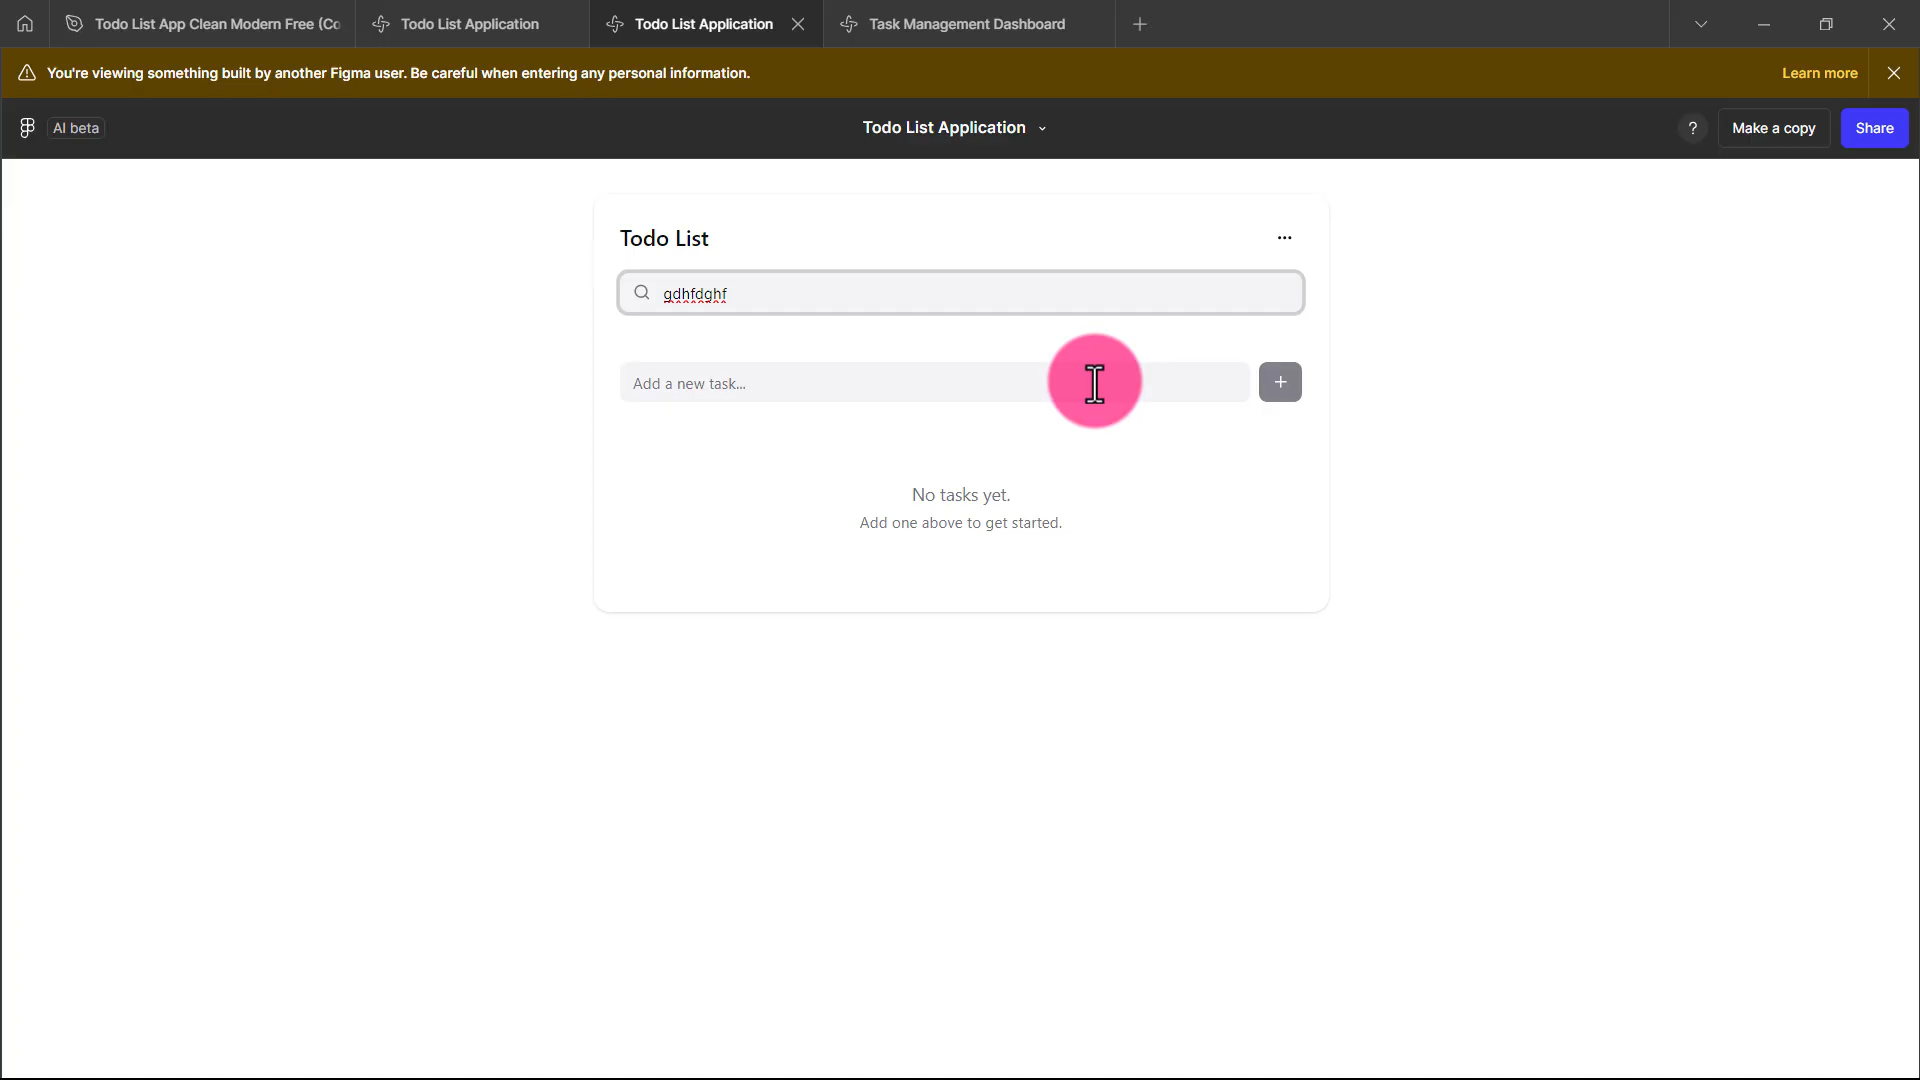 Todo List App Clean Modern Free (Co
Todo List Application
Todo List Application
Task Management Dashboard
You're viewing something built by another Figma user. Be careful when entering any personal information.
Learn more
AI beta
Todo List Application
?
Make a copy
Share
Todo List
gdhfdghf
Add a new task...
No tasks yet.
Add one above to get started.